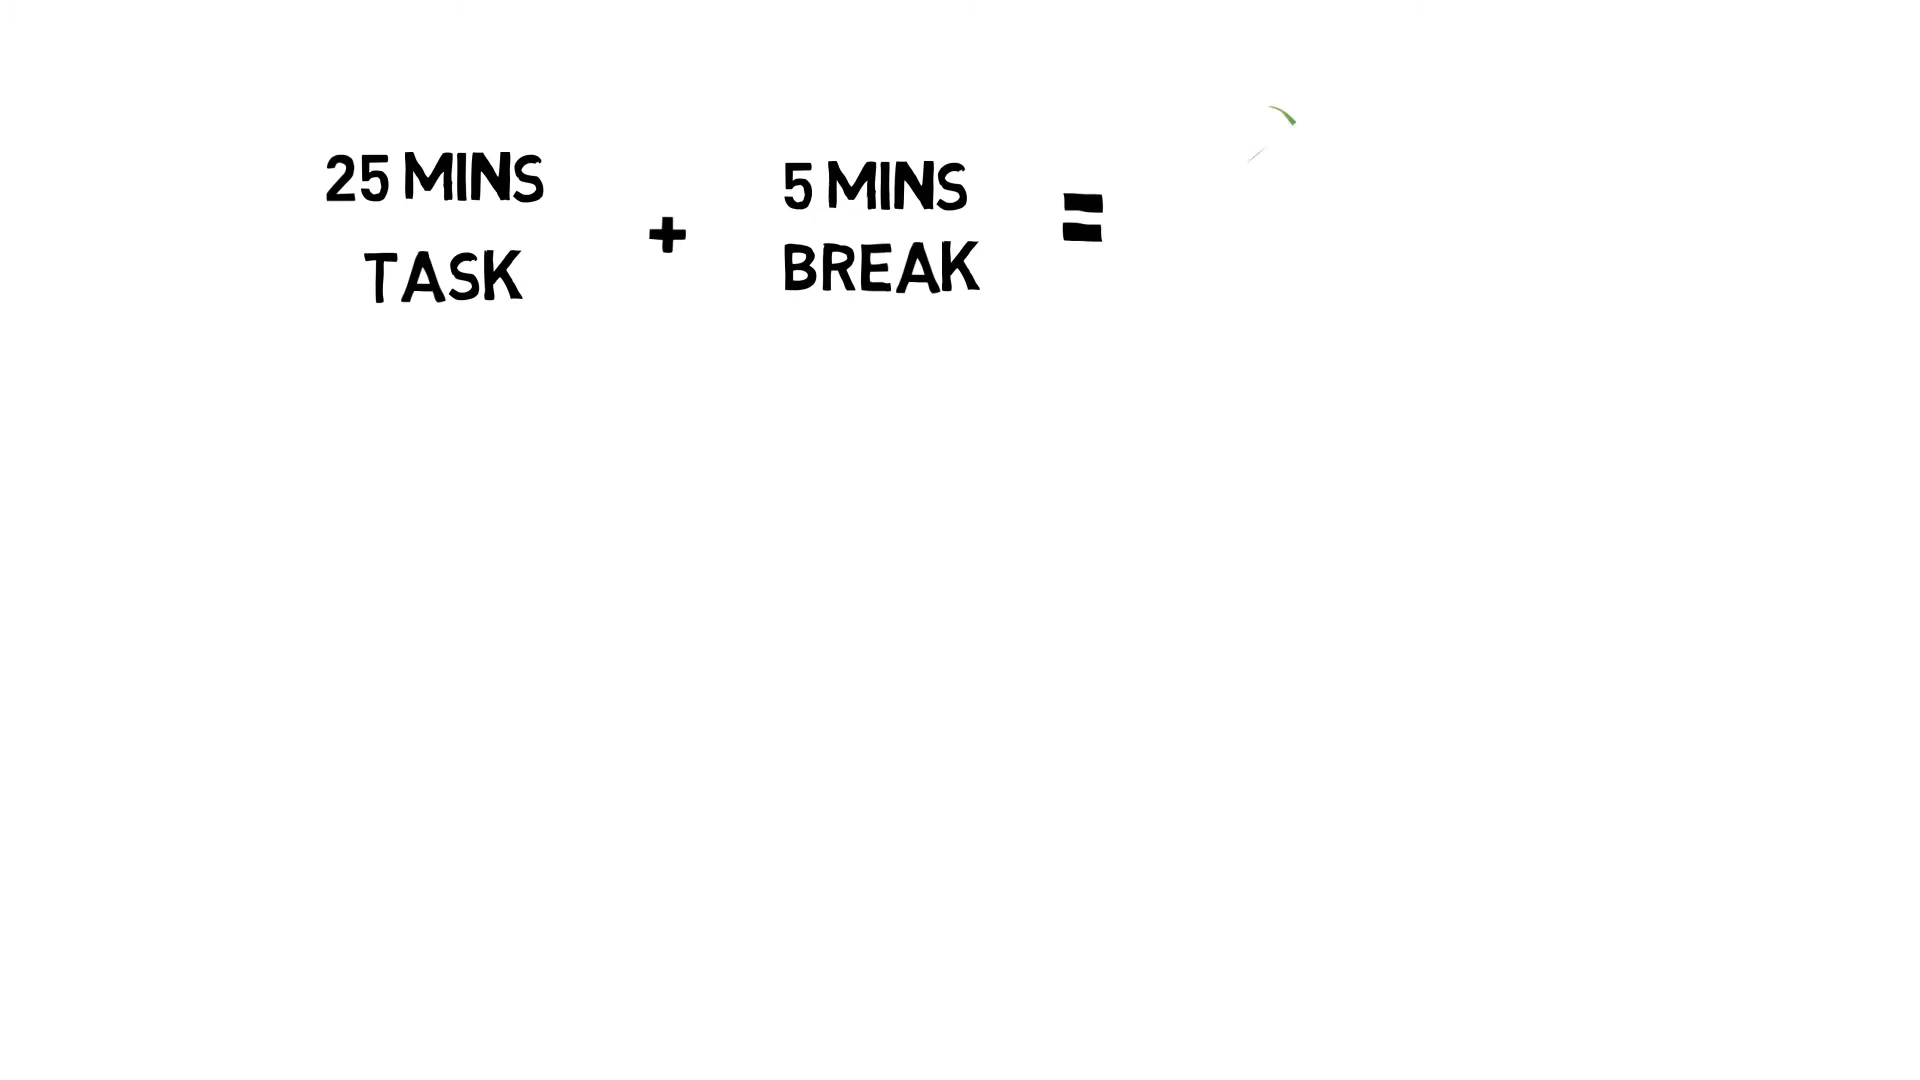 25 MINS
TASK
+
5 MINS
BREAK
=